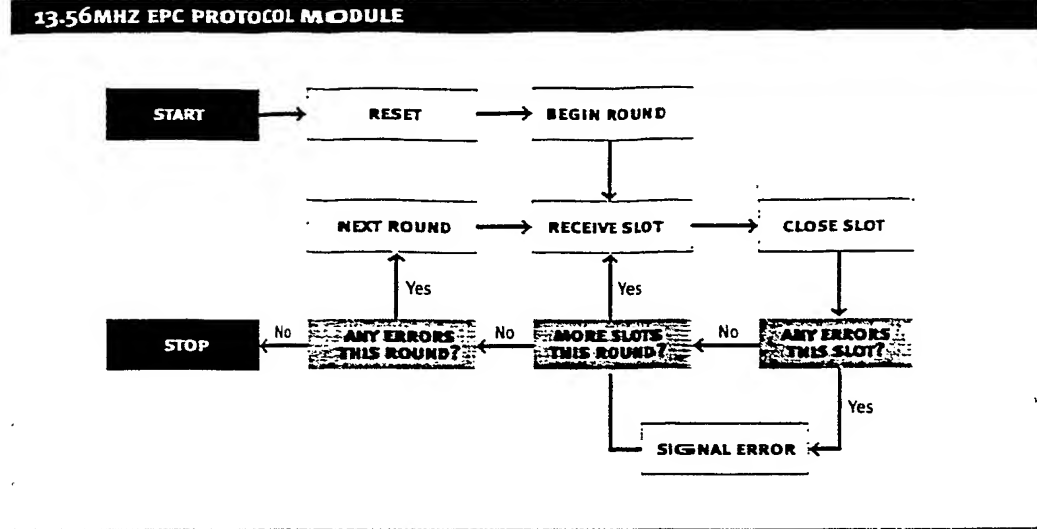 13.56MHZ EPC PROTOCOL MODULE
START
RESET
BEGIN ROUND
NEXT ROUND
RECEIVE SLOT
CLOSE SLOT
Yes
Yes
STOP
No
ANY ERRORS
THIS ROUND?
No
MORE SLOTS
THIS ROUND?
No
ANY ERRORS
THIS SLOT?
Yes
SIGNAL ERROR